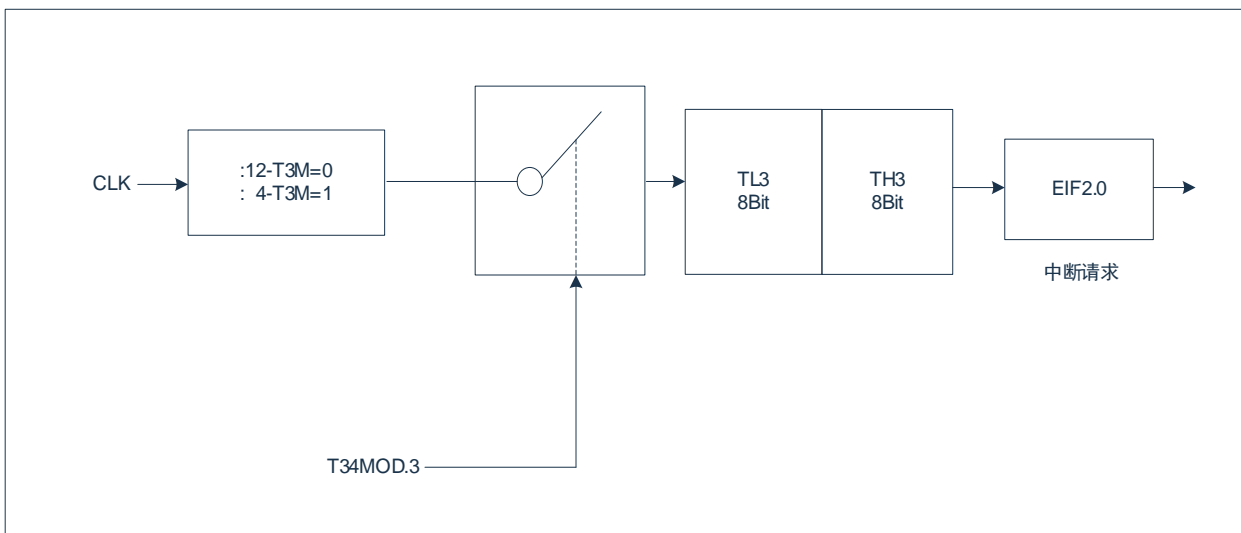 CLK
:12-T3M=0
: 4-T3M=1
TL3
8Bit
TH3
8Bit
EIF2.0
中断请求
T34MOD.3